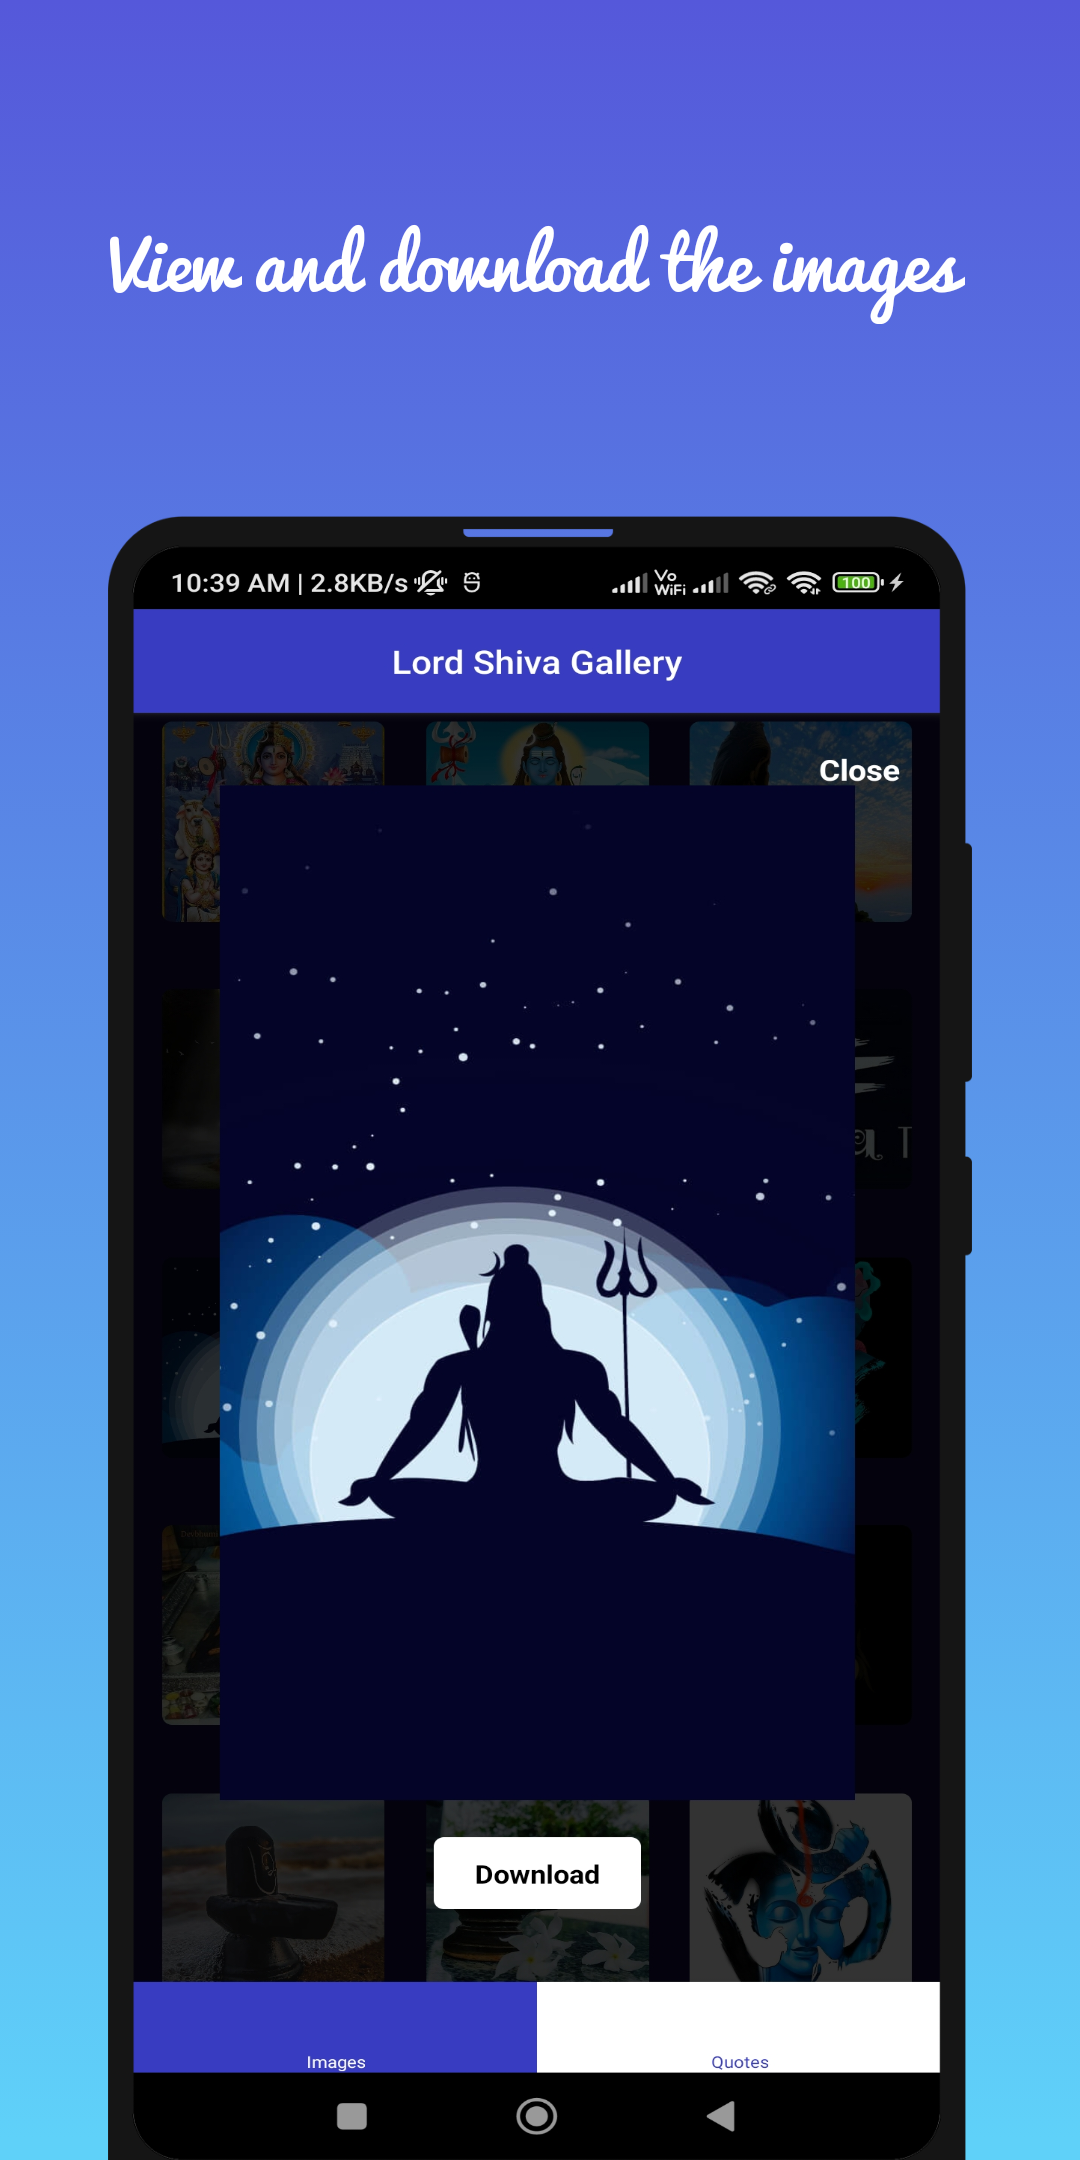 View and download the images
10:39 AM | 2.8KB/s
Vo
WiFi
100
Lord Shiva Gallery
Close
Download
Images
Quotes